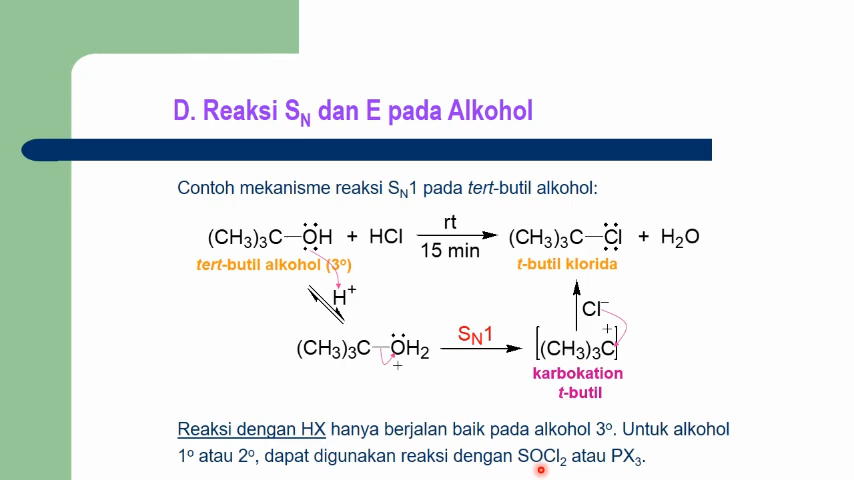 D. Reaksi S_N dan E pada Alkohol
Contoh mekanisme reaksi S_N1 pada tert-butil alkohol:
(CH₃)₃C—OH + HCl rt 15 min (CH₃)₃C—Cl + H₂O
tert-butil alkohol (3º) t-butil klorida
H⁺ Cl⁻
(CH₃)₃C—OH₂ + S_N1 [(CH₃)₃C]+
karbokation
t-butil
Reaksi dengan HX hanya berjalan baik pada alkohol 3º. Untuk alkohol
1º atau 2º, dapat digunakan reaksi dengan SOCl₂ atau PX₃.